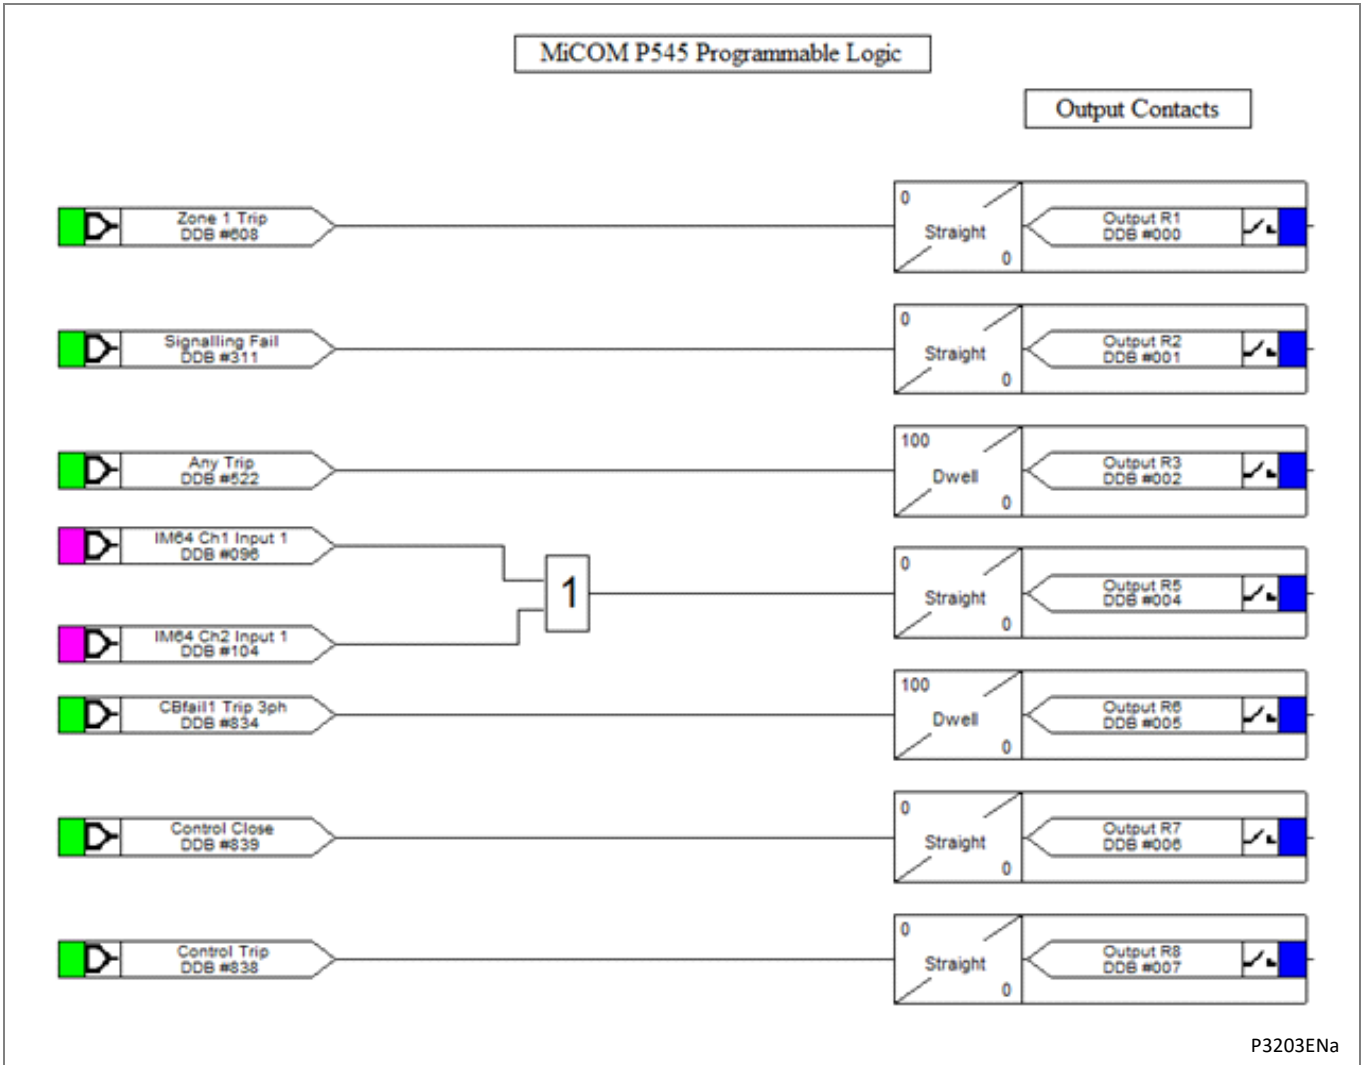 MiCOM P545 Programmable Logic
Output Contacts
Zone 1 Trip
DDB #608
0
Straight
0
Output R1
DDB #000
Signalling Fail
DDB #311
0
Straight
0
Output R2
DDB #001
Any Trip
DDB #522
100
Dwell
0
Output R3
DDB #002
IM64 Ch1 Input 1
DDB #096
IM64 Ch2 Input 1
DDB #104
1
0
Straight
0
Output R5
DDB #004
CBfail1 Trip 3ph
DDB #834
100
Dwell
0
Output R6
DDB #005
Control Close
DDB #839
0
Straight
0
Output R7
DDB #006
Control Trip
DDB #838
0
Straight
0
Output R8
DDB #007
P3203ENa